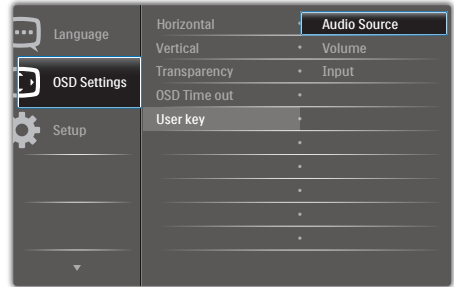 Language
OSD Settings
Setup
Horizontal
Vertical
Transparency
OSD Time out
User key
Audio Source
Volume
Input